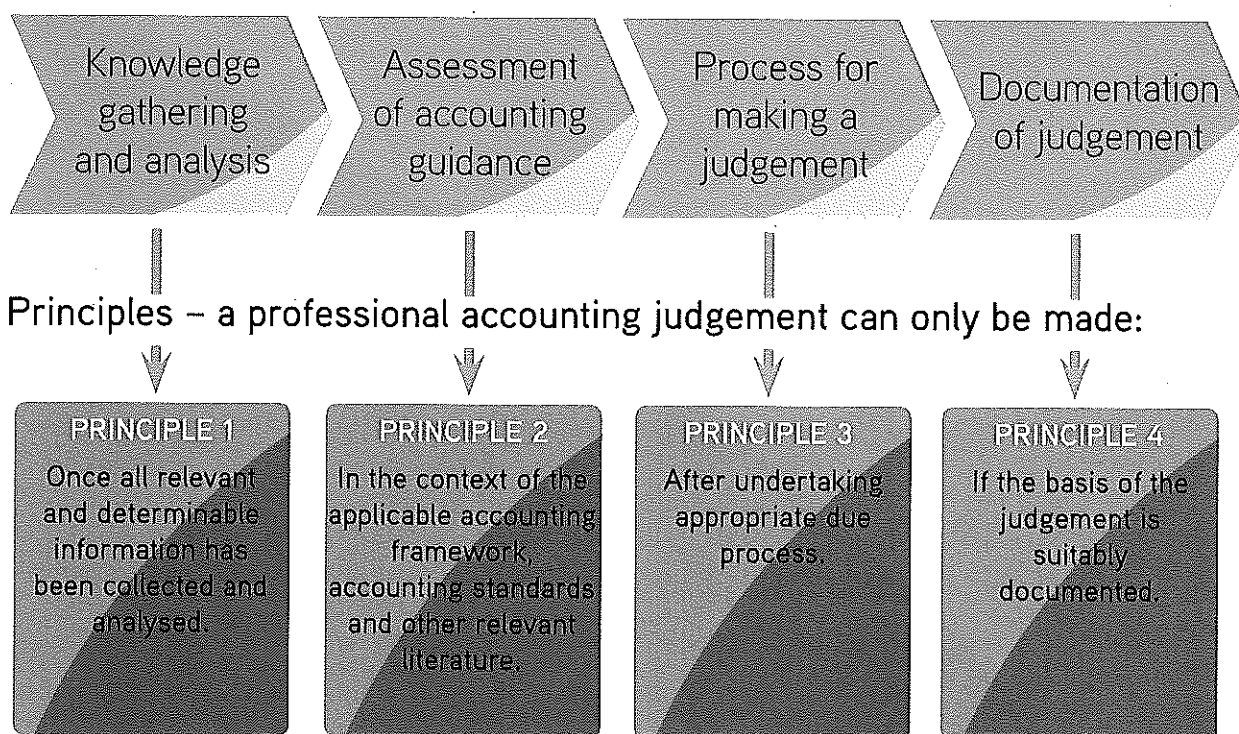 Knowledge
gathering
and analysis
Assessment
of accounting
guidance
Process for
making a
judgement
Documentation
of judgement
Principles – a professional accounting judgement can only be made:
PRINCIPLE 1
Once all relevant
and determinable
information has
been collected and
analysed.
PRINCIPLE 2
In the context of the
applicable accounting
framework,
accounting standards
and other relevant
literature.
PRINCIPLE 3
After undertaking
appropriate due
process.
PRINCIPLE 4
If the basis of the
judgement is
suitably
documented.